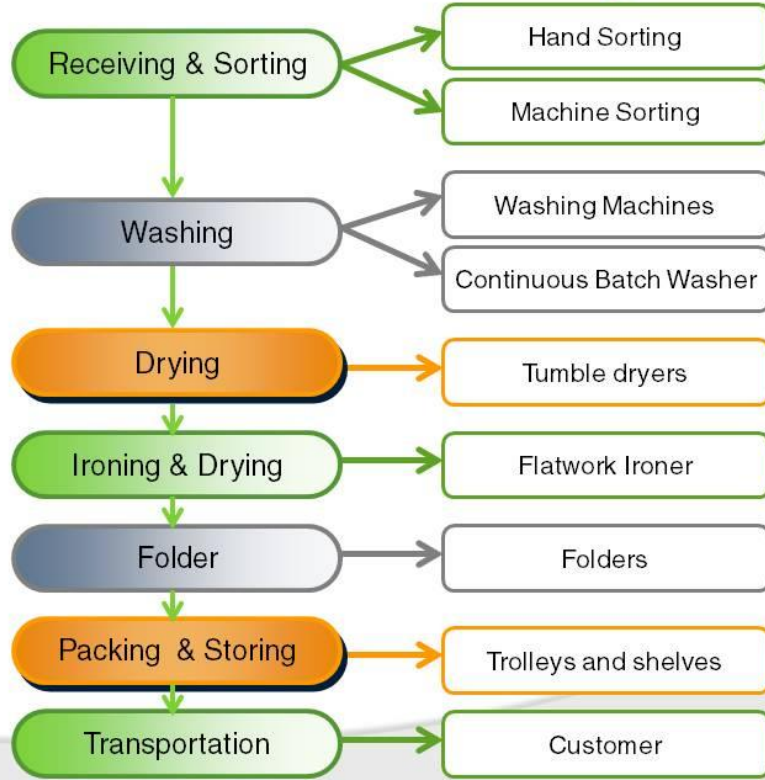 Receiving & Sorting
Hand Sorting
Machine Sorting
Washing
Washing Machines
Continuous Batch Washer
Drying
Tumble dryers
Ironing & Drying
Flatwork Ironer
Folder
Folders
Packing & Storing
Trolleys and shelves
Transportation
Customer